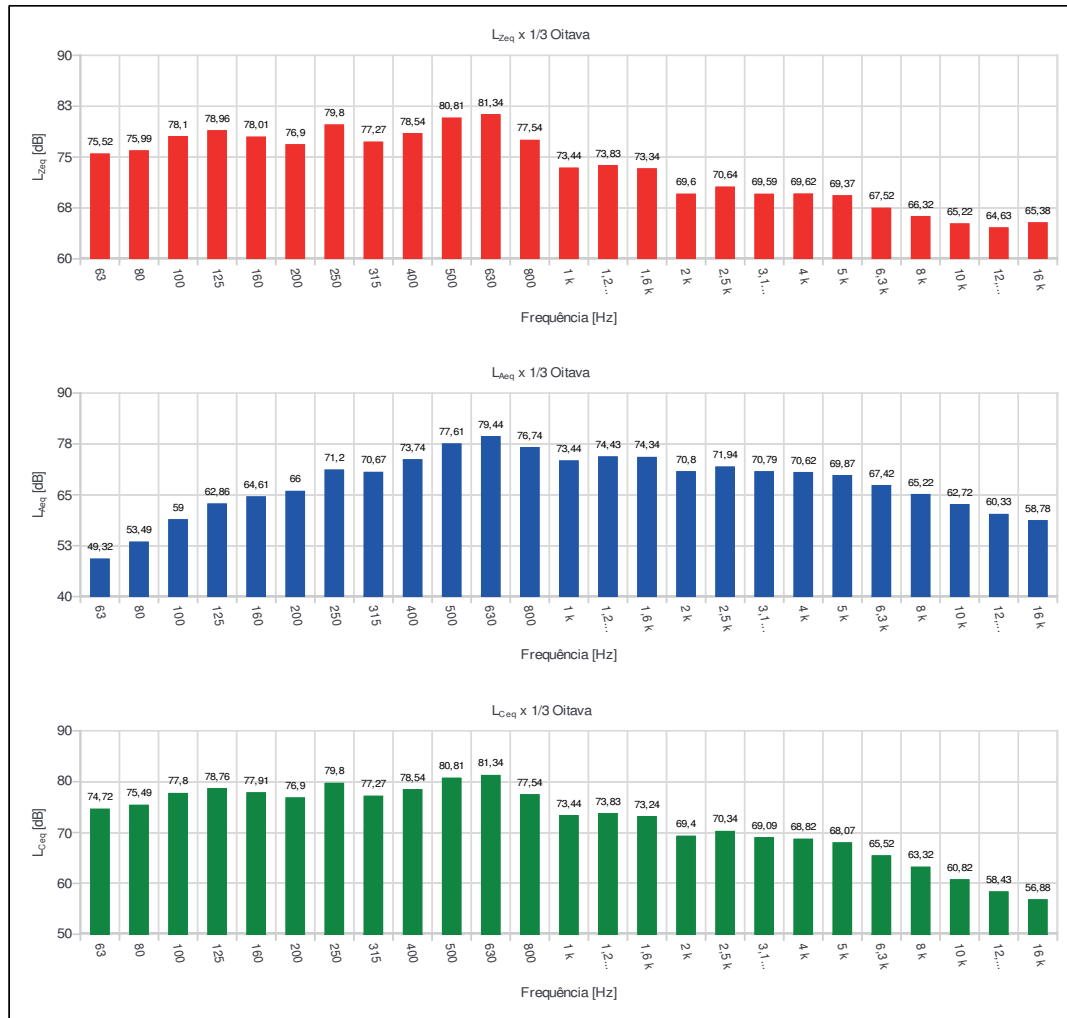 LZeq x 1/3 Oitava
LZeq [dB]
90
83
75
68
60
75,52 75,99 78,1 78,96 78,01 76,9 79,8 77,27 78,54 80,81 81,34 77,54 73,44 73,83 73,34 69,6 70,64 69,59 69,62 69,37 67,52 66,32 65,22 64,63 65,38
63 80 100 125 160 200 250 315 400 500 630 800 1 k 1,2... 1,6 k 2 k 2,5 k 3,1... 4 k 5 k 6,3 k 8 k 10 k 12,... 16 k
Frequência [Hz]
LAeq x 1/3 Oitava
LAeq [dB]
90
78
65
53
40
49,32 53,49 59 62,86 64,61 66 71,2 70,67 73,74 77,61 79,44 76,74 73,44 74,43 74,34 70,8 71,94 70,79 70,62 69,87 67,42 65,22 62,72 60,33 58,78
63 80 100 125 160 200 250 315 400 500 630 800 1 k 1,2... 1,6 k 2 k 2,5 k 3,1... 4 k 5 k 6,3 k 8 k 10 k 12,... 16 k
Frequência [Hz]
LCeq x 1/3 Oitava
LCeq [dB]
90
80
70
60
50
74,72 75,49 77,8 78,76 77,91 76,9 79,8 77,27 78,54 80,81 81,34 77,54 73,44 73,83 73,24 69,4 70,34 69,09 68,82 68,07 65,52 63,32 60,82 58,43 56,88
63 80 100 125 160 200 250 315 400 500 630 800 1 k 1,2... 1,6 k 2 k 2,5 k 3,1... 4 k 5 k 6,3 k 8 k 10 k 12,... 16 k
Frequência [Hz]